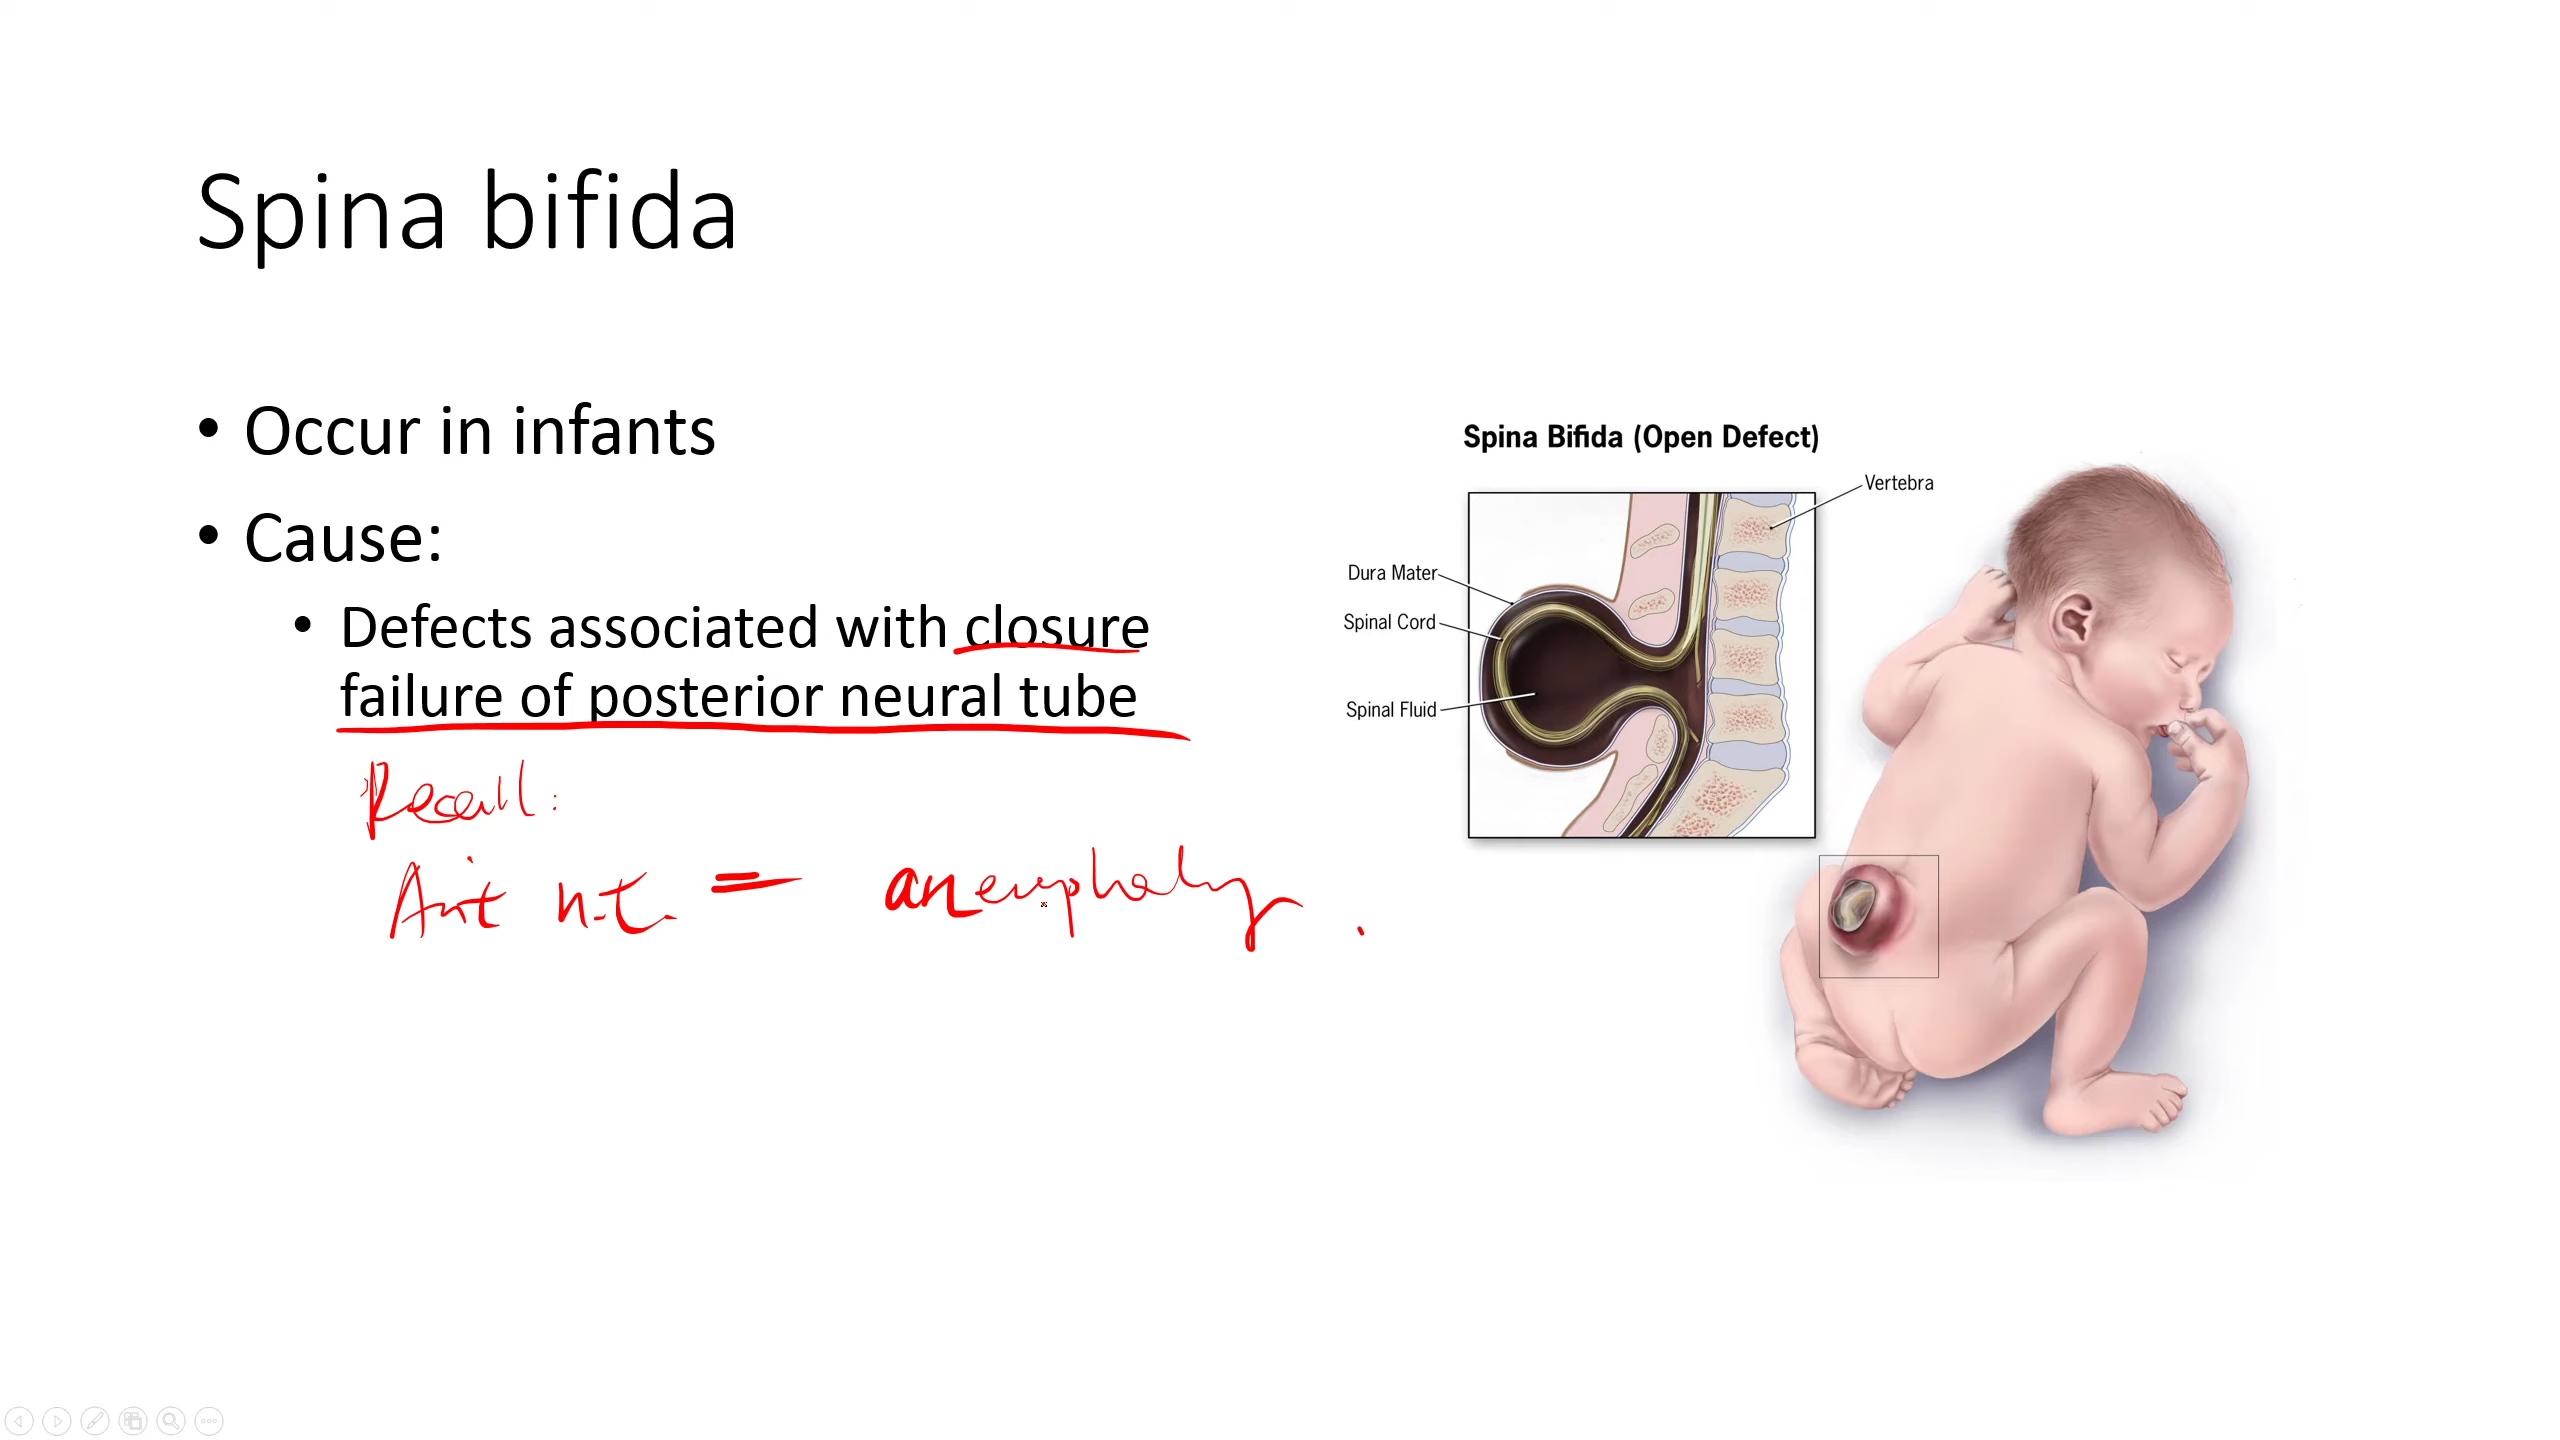 Spina bifida
• Occur in infants
• Cause:
• Defects associated with closure
failure of posterior neural tube
Recall:
Ant n.t. = anencephaly.
Spina Bifida (Open Defect)
Vertebra
Dura Mater
Spinal Cord
Spinal Fluid